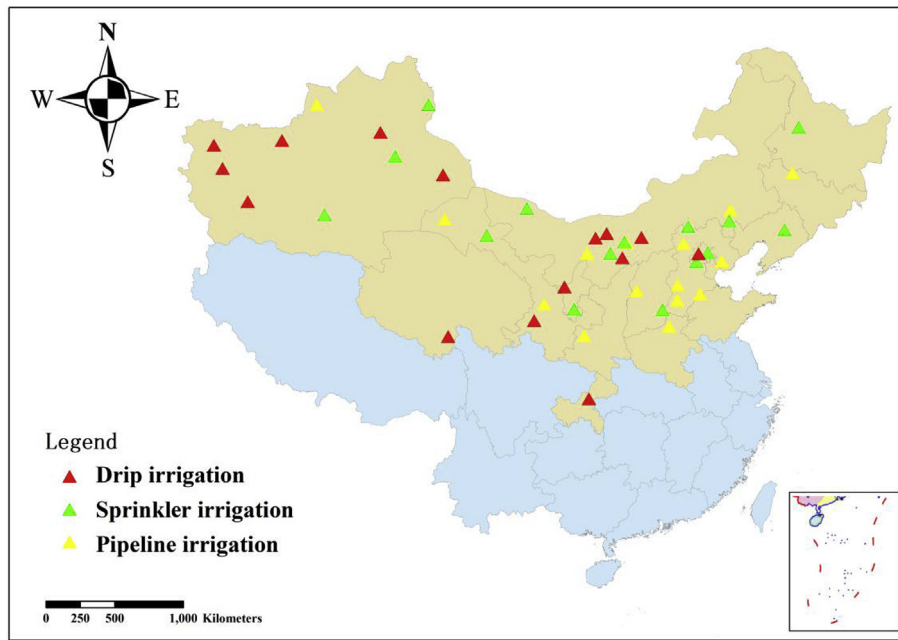 N
W
E
S
Legend
Drip irrigation
Sprinkler irrigation
Pipeline irrigation
0 250 500 1,000 Kilometers